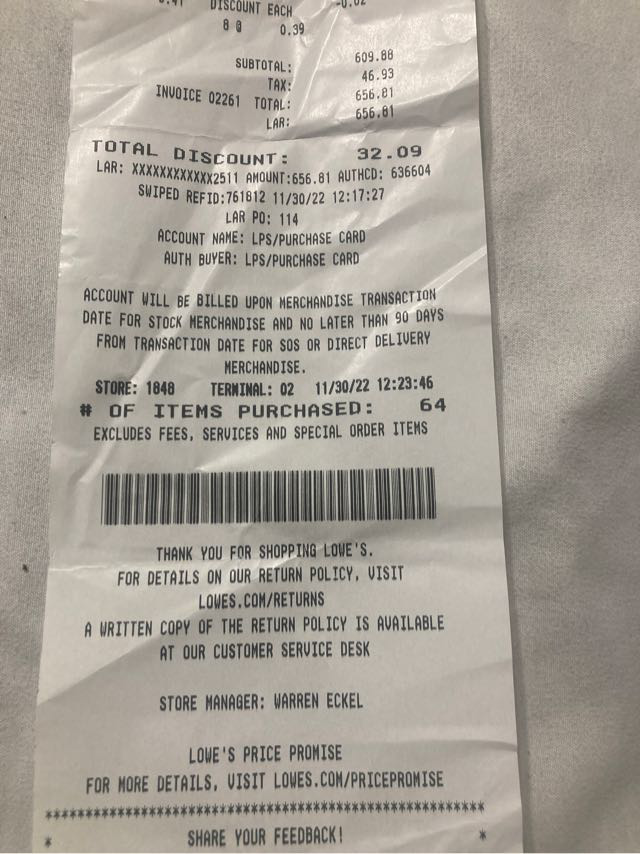 DISCOUNT EACH -0.02
8 @ 0.39
SUBTOTAL: 609.88
TAX: 46.93
INVOICE 02261 TOTAL: 656.81
LAR: 656.81
TOTAL DISCOUNT: 32.09
LAR: XXXXXXXXXXXX2511 AMOUNT:656.81 AUTHCD: 636604
SWIPED REFID:761812 11/30/22 12:17:27
LAR PO: 114
ACCOUNT NAME: LPS/PURCHASE CARD
AUTH BUYER: LPS/PURCHASE CARD
ACCOUNT WILL BE BILLED UPON MERCHANDISE TRANSACTION
DATE FOR STOCK MERCHANDISE AND NO LATER THAN 90 DAYS
FROM TRANSACTION DATE FOR SOS OR DIRECT DELIVERY
MERCHANDISE.
STORE: 1848 TERMINAL: 02 11/30/22 12:23:46
# OF ITEMS PURCHASED: 64
EXCLUDES FEES, SERVICES AND SPECIAL ORDER ITEMS
THANK YOU FOR SHOPPING LOWE'S.
FOR DETAILS ON OUR RETURN POLICY, VISIT
LOWES.COM/RETURNS
A WRITTEN COPY OF THE RETURN POLICY IS AVAILABLE
AT OUR CUSTOMER SERVICE DESK
STORE MANAGER: WARREN ECKEL
LOWE'S PRICE PROMISE
FOR MORE DETAILS, VISIT LOWES.COM/PRICEPROMISE
*******************************************************
* SHARE YOUR FEEDBACK! *